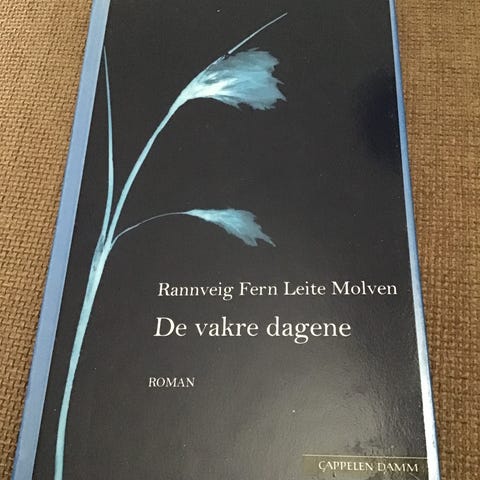 Rannveig Fern Leite Molven
De vakre dagene
ROMAN
CAPPELEN DAMM